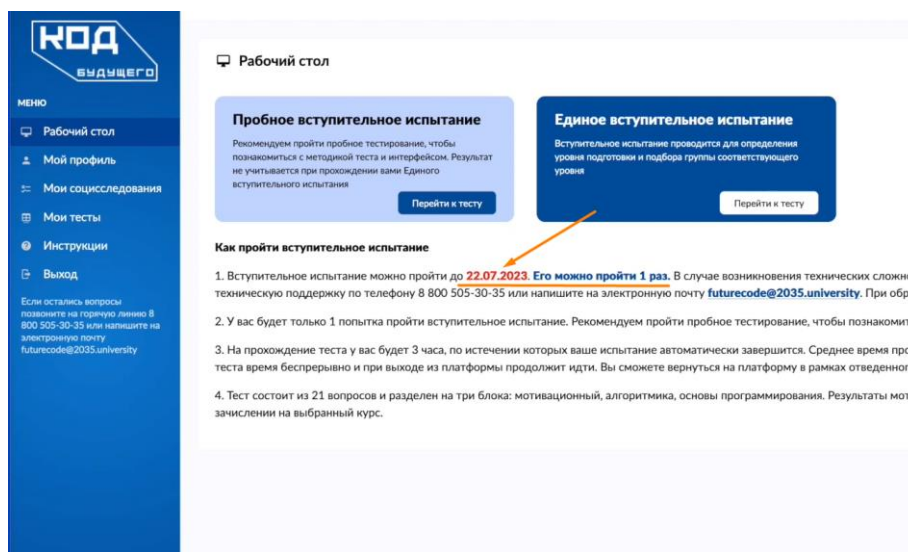 КОД
БУДУЩЕГО
МЕНЮ
Рабочий стол
Мой профиль
Мои социсследования
Мои тесты
Инструкции
Выход
Если остались вопросы
позвоните на горячую линию 8
800 505-30-35 или напишите на
электронную почту
futurecode@2035.university
Рабочий стол
Пробное вступительное испытание
Рекомендуем пройти пробное тестирование, чтобы
познакомиться с методикой теста и интерфейсом. Результат
не учитывается при прохождении вами Единого
вступительного испытания
Перейти к тесту
Единое вступительное испытание
Вступительное испытание проводится для определения
уровня подготовки и подбора группы соответствующего
уровня
Перейти к тесту
Как пройти вступительное испытание
1. Вступительное испытание можно пройти до 22.07.2023. Его можно пройти 1 раз. В случае возникновения технических сложно
техническую поддержку по телефону 8 800 505-30-35 или напишите на электронную почту futurecode@2035.university. При обр
2. У вас будет только 1 попытка пройти вступительное испытание. Рекомендуем пройти пробное тестирование, чтобы познакомит
3. На прохождение теста у вас будет 3 часа, по истечении которых ваше испытание автоматически завершится. Среднее время про
теста время беспрерывно и при выходе из платформы продолжит идти. Вы сможете вернуться на платформу в рамках отведенног
4. Тест состоит из 21 вопросов и разделен на три блока: мотивационный, алгоритмика, основы программирования. Результаты мот
зачислении на выбранный курс.